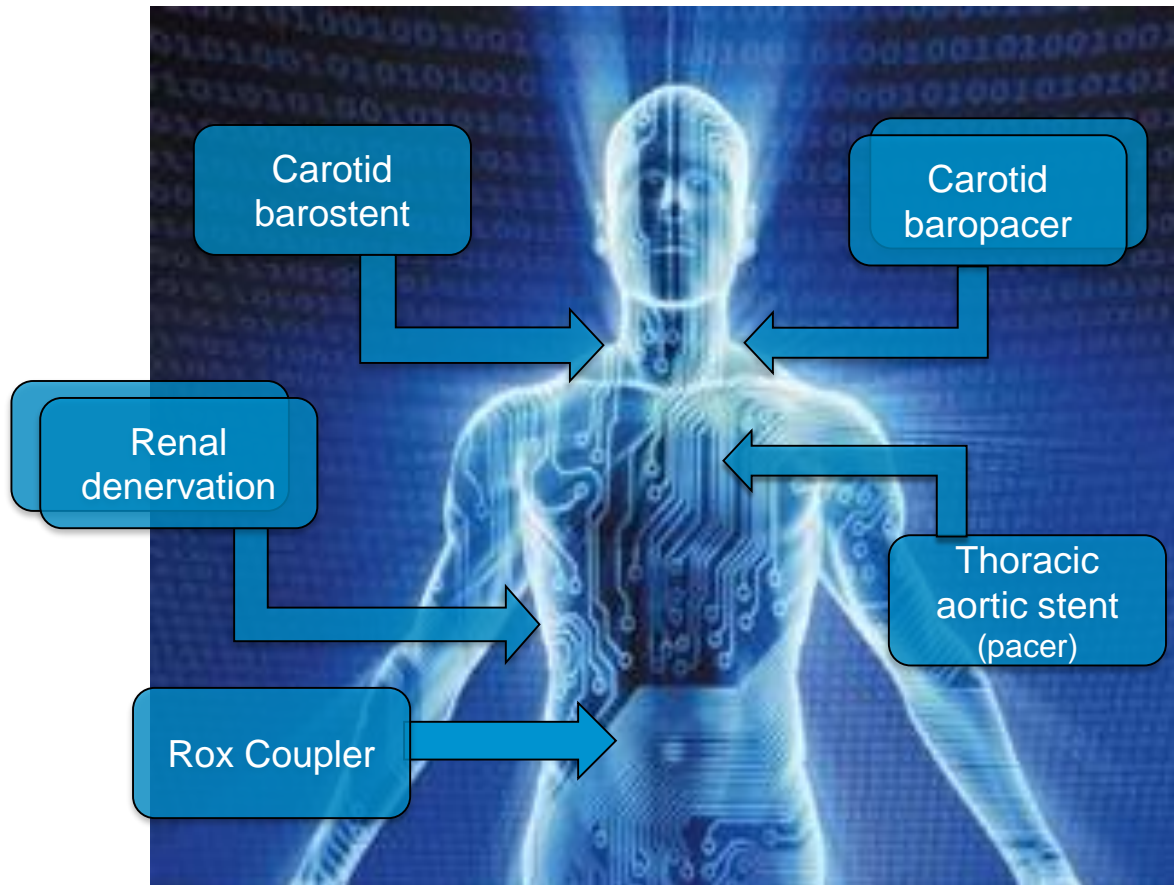 Carotid
barostent
Carotid
baropacer
Renal
denervation
Thoracic
aortic stent
(pacer)
Rox Coupler